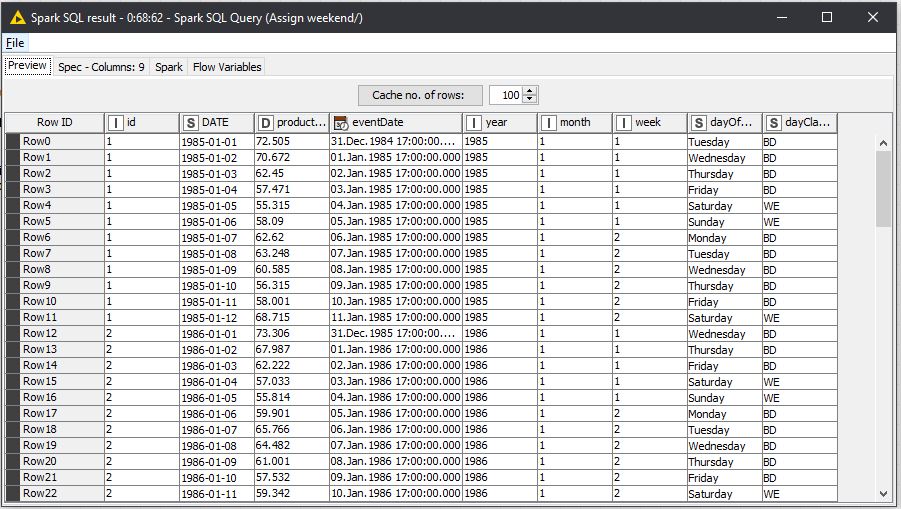 Spark SQL result - 0:68:62 - Spark SQL Query (Assign weekend/)
File
Preview Spec - Columns: 9 Spark Flow Variables
Cache no. of rows: 100
Row ID I id S DATE D product... eventDate I year I month I week S dayOf... S dayCla...
Row0 1 1985-01-01 72.505 31.Dec.1984 17:00:00.... 1985 1 1 Tuesday BD
Row1 1 1985-01-02 70.672 01.Jan.1985 17:00:00.000 1985 1 1 Wednesday BD
Row2 1 1985-01-03 62.45 02.Jan.1985 17:00:00.000 1985 1 1 Thursday BD
Row3 1 1985-01-04 57.471 03.Jan.1985 17:00:00.000 1985 1 1 Friday BD
Row4 1 1985-01-05 55.315 04.Jan.1985 17:00:00.000 1985 1 1 Saturday WE
Row5 1 1985-01-06 58.09 05.Jan.1985 17:00:00.000 1985 1 1 Sunday WE
Row6 1 1985-01-07 62.62 06.Jan.1985 17:00:00.000 1985 1 2 Monday BD
Row7 1 1985-01-08 63.248 07.Jan.1985 17:00:00.000 1985 1 2 Tuesday BD
Row8 1 1985-01-09 60.585 08.Jan.1985 17:00:00.000 1985 1 2 Wednesday BD
Row9 1 1985-01-10 56.315 09.Jan.1985 17:00:00.000 1985 1 2 Thursday BD
Row10 1 1985-01-11 58.001 10.Jan.1985 17:00:00.000 1985 1 2 Friday BD
Row11 1 1985-01-12 68.715 11.Jan.1985 17:00:00.000 1985 1 2 Saturday WE
Row12 2 1986-01-01 73.306 31.Dec.1985 17:00:00.... 1986 1 1 Wednesday BD
Row13 2 1986-01-02 67.987 01.Jan.1986 17:00:00.000 1986 1 1 Thursday BD
Row14 2 1986-01-03 62.222 02.Jan.1986 17:00:00.000 1986 1 1 Friday BD
Row15 2 1986-01-04 57.033 03.Jan.1986 17:00:00.000 1986 1 1 Saturday WE
Row16 2 1986-01-05 55.814 04.Jan.1986 17:00:00.000 1986 1 1 Sunday WE
Row17 2 1986-01-06 59.901 05.Jan.1986 17:00:00.000 1986 1 2 Monday BD
Row18 2 1986-01-07 65.766 06.Jan.1986 17:00:00.000 1986 1 2 Tuesday BD
Row19 2 1986-01-08 64.482 07.Jan.1986 17:00:00.000 1986 1 2 Wednesday BD
Row20 2 1986-01-09 61.001 08.Jan.1986 17:00:00.000 1986 1 2 Thursday BD
Row21 2 1986-01-10 57.532 09.Jan.1986 17:00:00.000 1986 1 2 Friday BD
Row22 2 1986-01-11 59.342 10.Jan.1986 17:00:00.000 1986 1 2 Saturday WE